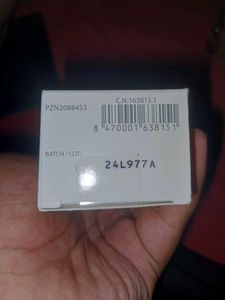 C.N.163815.1
PZN2088453
8 470001 638151
BATCH / LOT.
24L977A